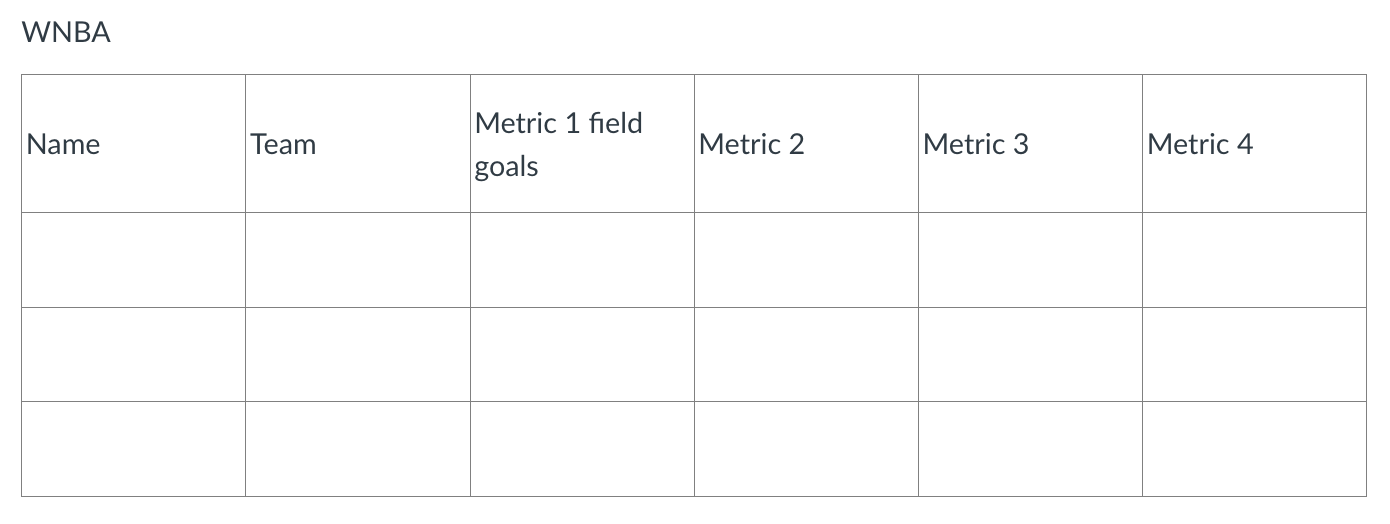 WNBA
Name
Team
Metric 1 field
goals
Metric 2
Metric 3
Metric 4